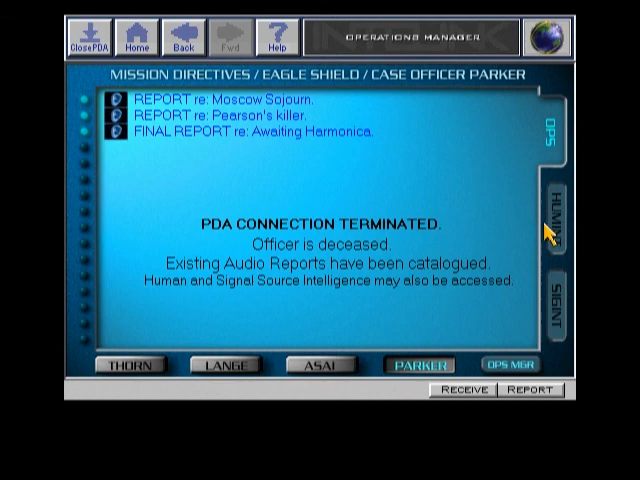 ClosePDA
Home
Back
Fwd
Help
OPERATIONS MANAGER
MISSION DIRECTIVES / EAGLE SHIELD / CASE OFFICER PARKER
REPORT re: Moscow Sojourn.
REPORT re: Pearson's killer.
FINAL REPORT re: Awaiting Harmonica.
OPS
PDA CONNECTION TERMINATED.
Officer is deceased.
Existing Audio Reports have been catalogued.
Human and Signal Source Intelligence may also be accessed.
HUMINT
SIGINT
THORN
LANGE
ASAI
PARKER
OPS MGR
RECEIVE
REPORT